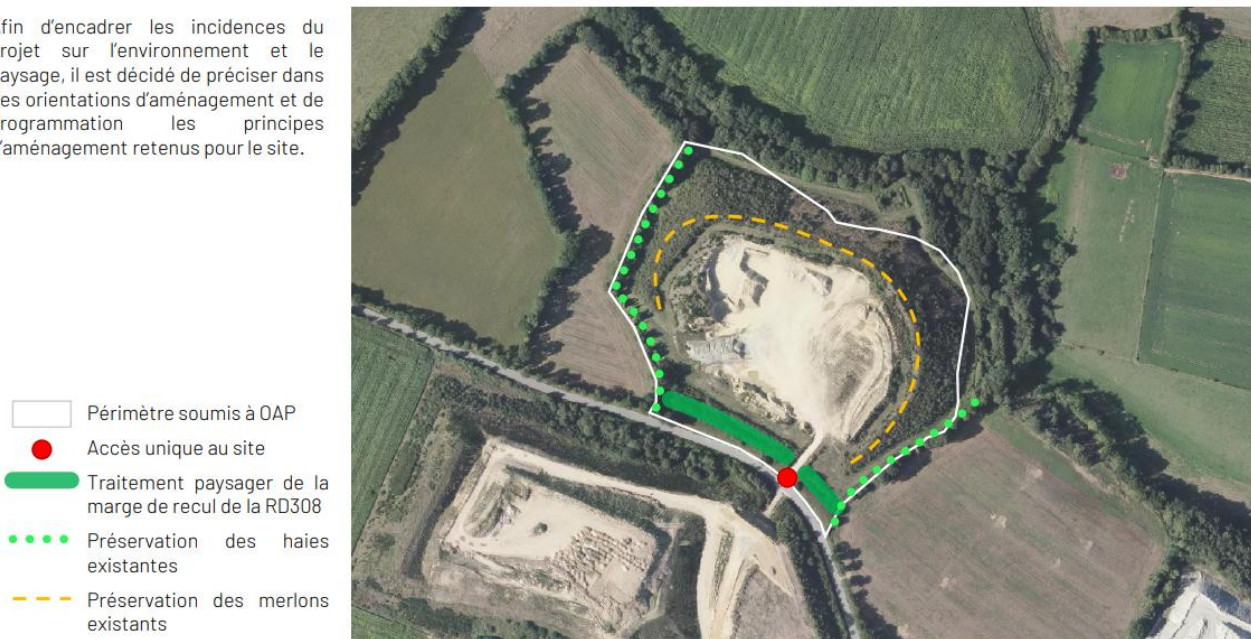 fin d'encadrer les incidences du
rojet sur l'environnement et le
aysage, il est décidé de préciser dans
es orientations d'aménagement et de
rogrammation les principes
'aménagement retenus pour le site.
Périmètre soumis à OAP
Accès unique au site
Traitement paysager de la
marge de recul de la RD308
Préservation des haies
existantes
Préservation des merlons
existants